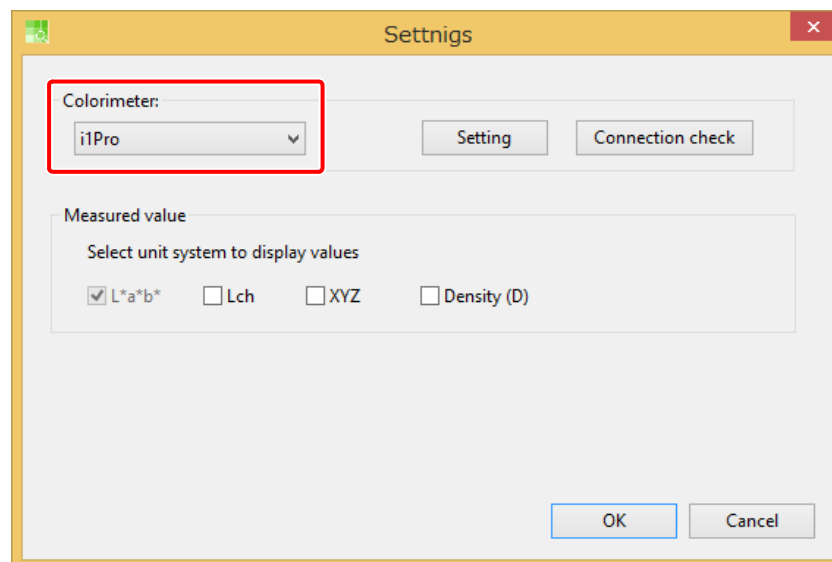 Settnigs
Colorimeter:
i1Pro
Setting
Connection check
Measured value
Select unit system to display values
L*a*b*
Lch
XYZ
Density (D)
OK
Cancel